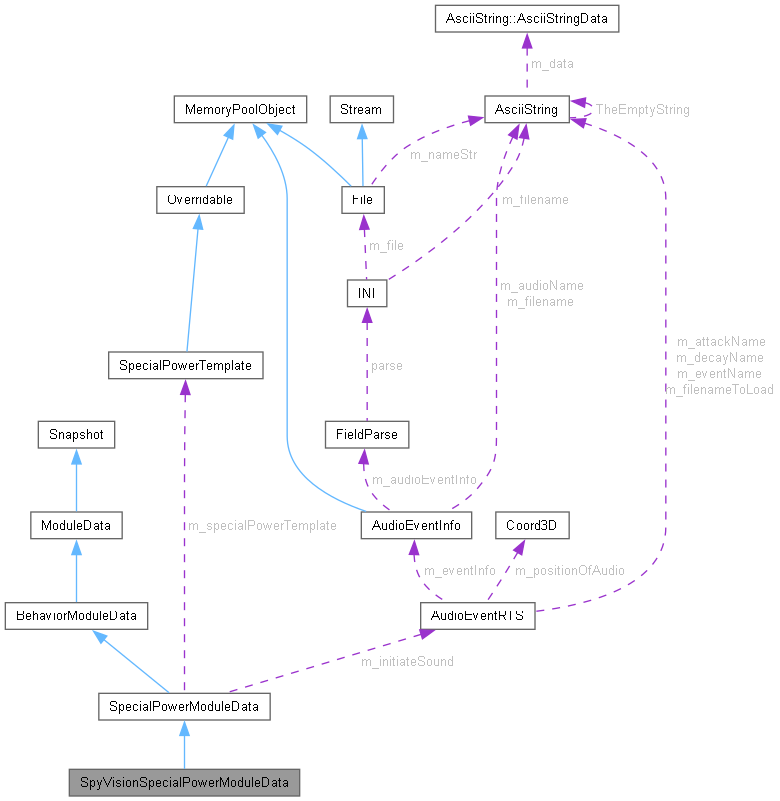 AsciiString::AsciiStringData
m_data
MemoryPoolObject
Stream
AsciiString
TheEmptyString
m_nameStr
Overridable
File
m_filename
m_file
INI
m_audioName
m_filename
m_attackName
m_decayName
m_eventName
m_filenameToLoad
SpecialPowerTemplate
parse
Snapshot
FieldParse
m_audioEventInfo
ModuleData
m_specialPowerTemplate
AudioEventInfo
Coord3D
m_eventInfo
m_positionOfAudio
BehaviorModuleData
AudioEventRTS
m_initiateSound
SpecialPowerModuleData
SpyVisionSpecialPowerModuleData